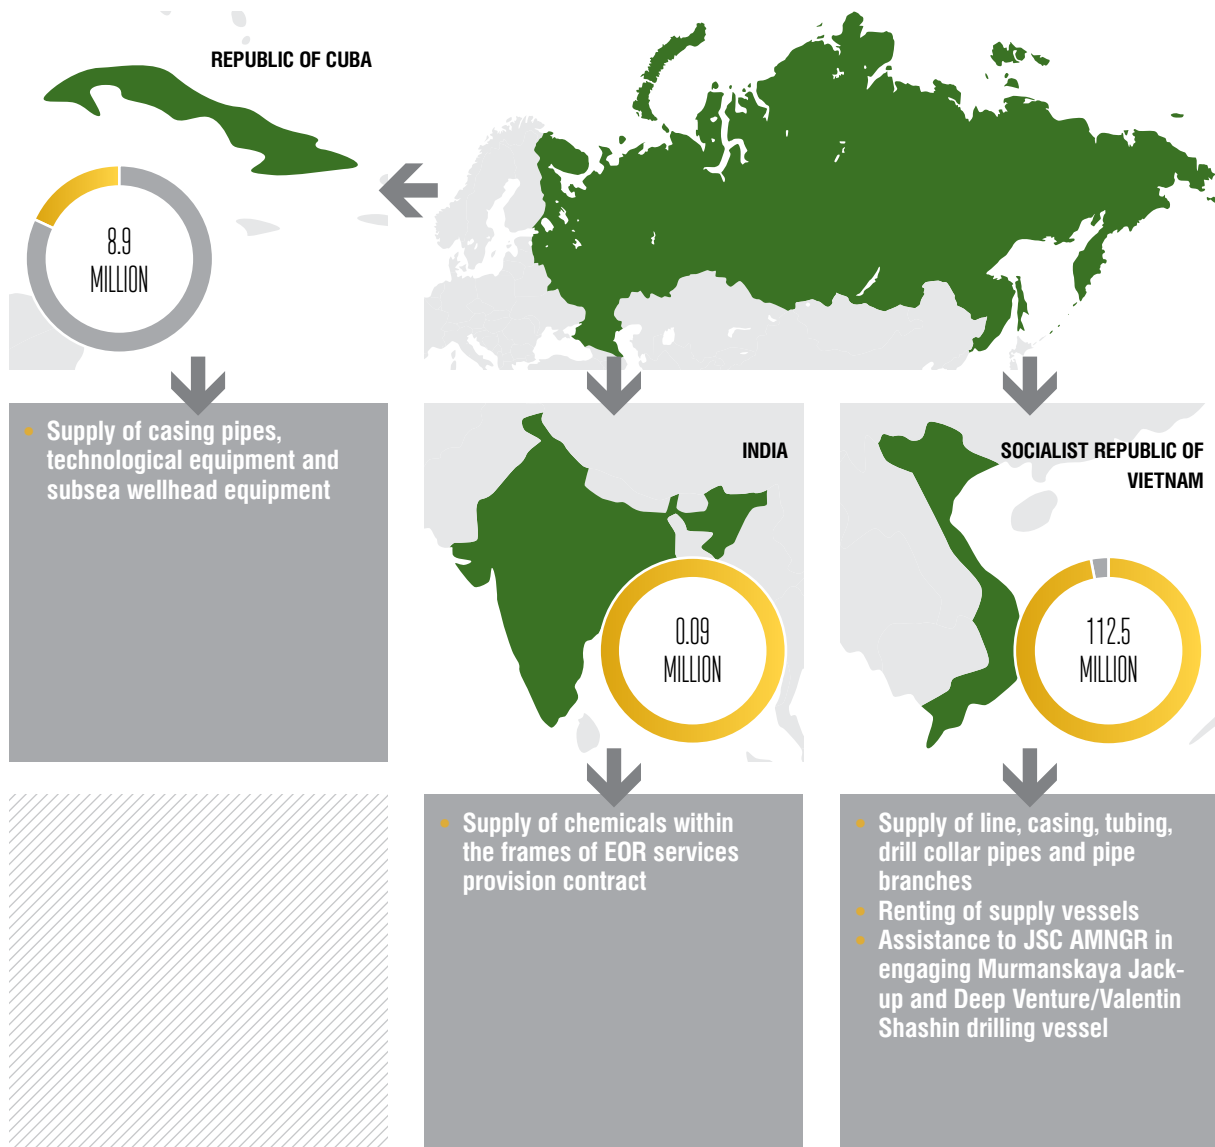 REPUBLIC OF CUBA
8.9
MILLION
• Supply of casing pipes,
technological equipment and
subsea wellhead equipment
INDIA
0.09
MILLION
• Supply of chemicals within
the frames of EOR services
provision contract
SOCIALIST REPUBLIC OF
VIETNAM
112.5
MILLION
• Supply of line, casing, tubing,
drill collar pipes and pipe
branches
• Renting of supply vessels
• Assistance to JSC AMNGR in
engaging Murmanskaya Jack-
up and Deep Venture/Valentin
Shashin drilling vessel